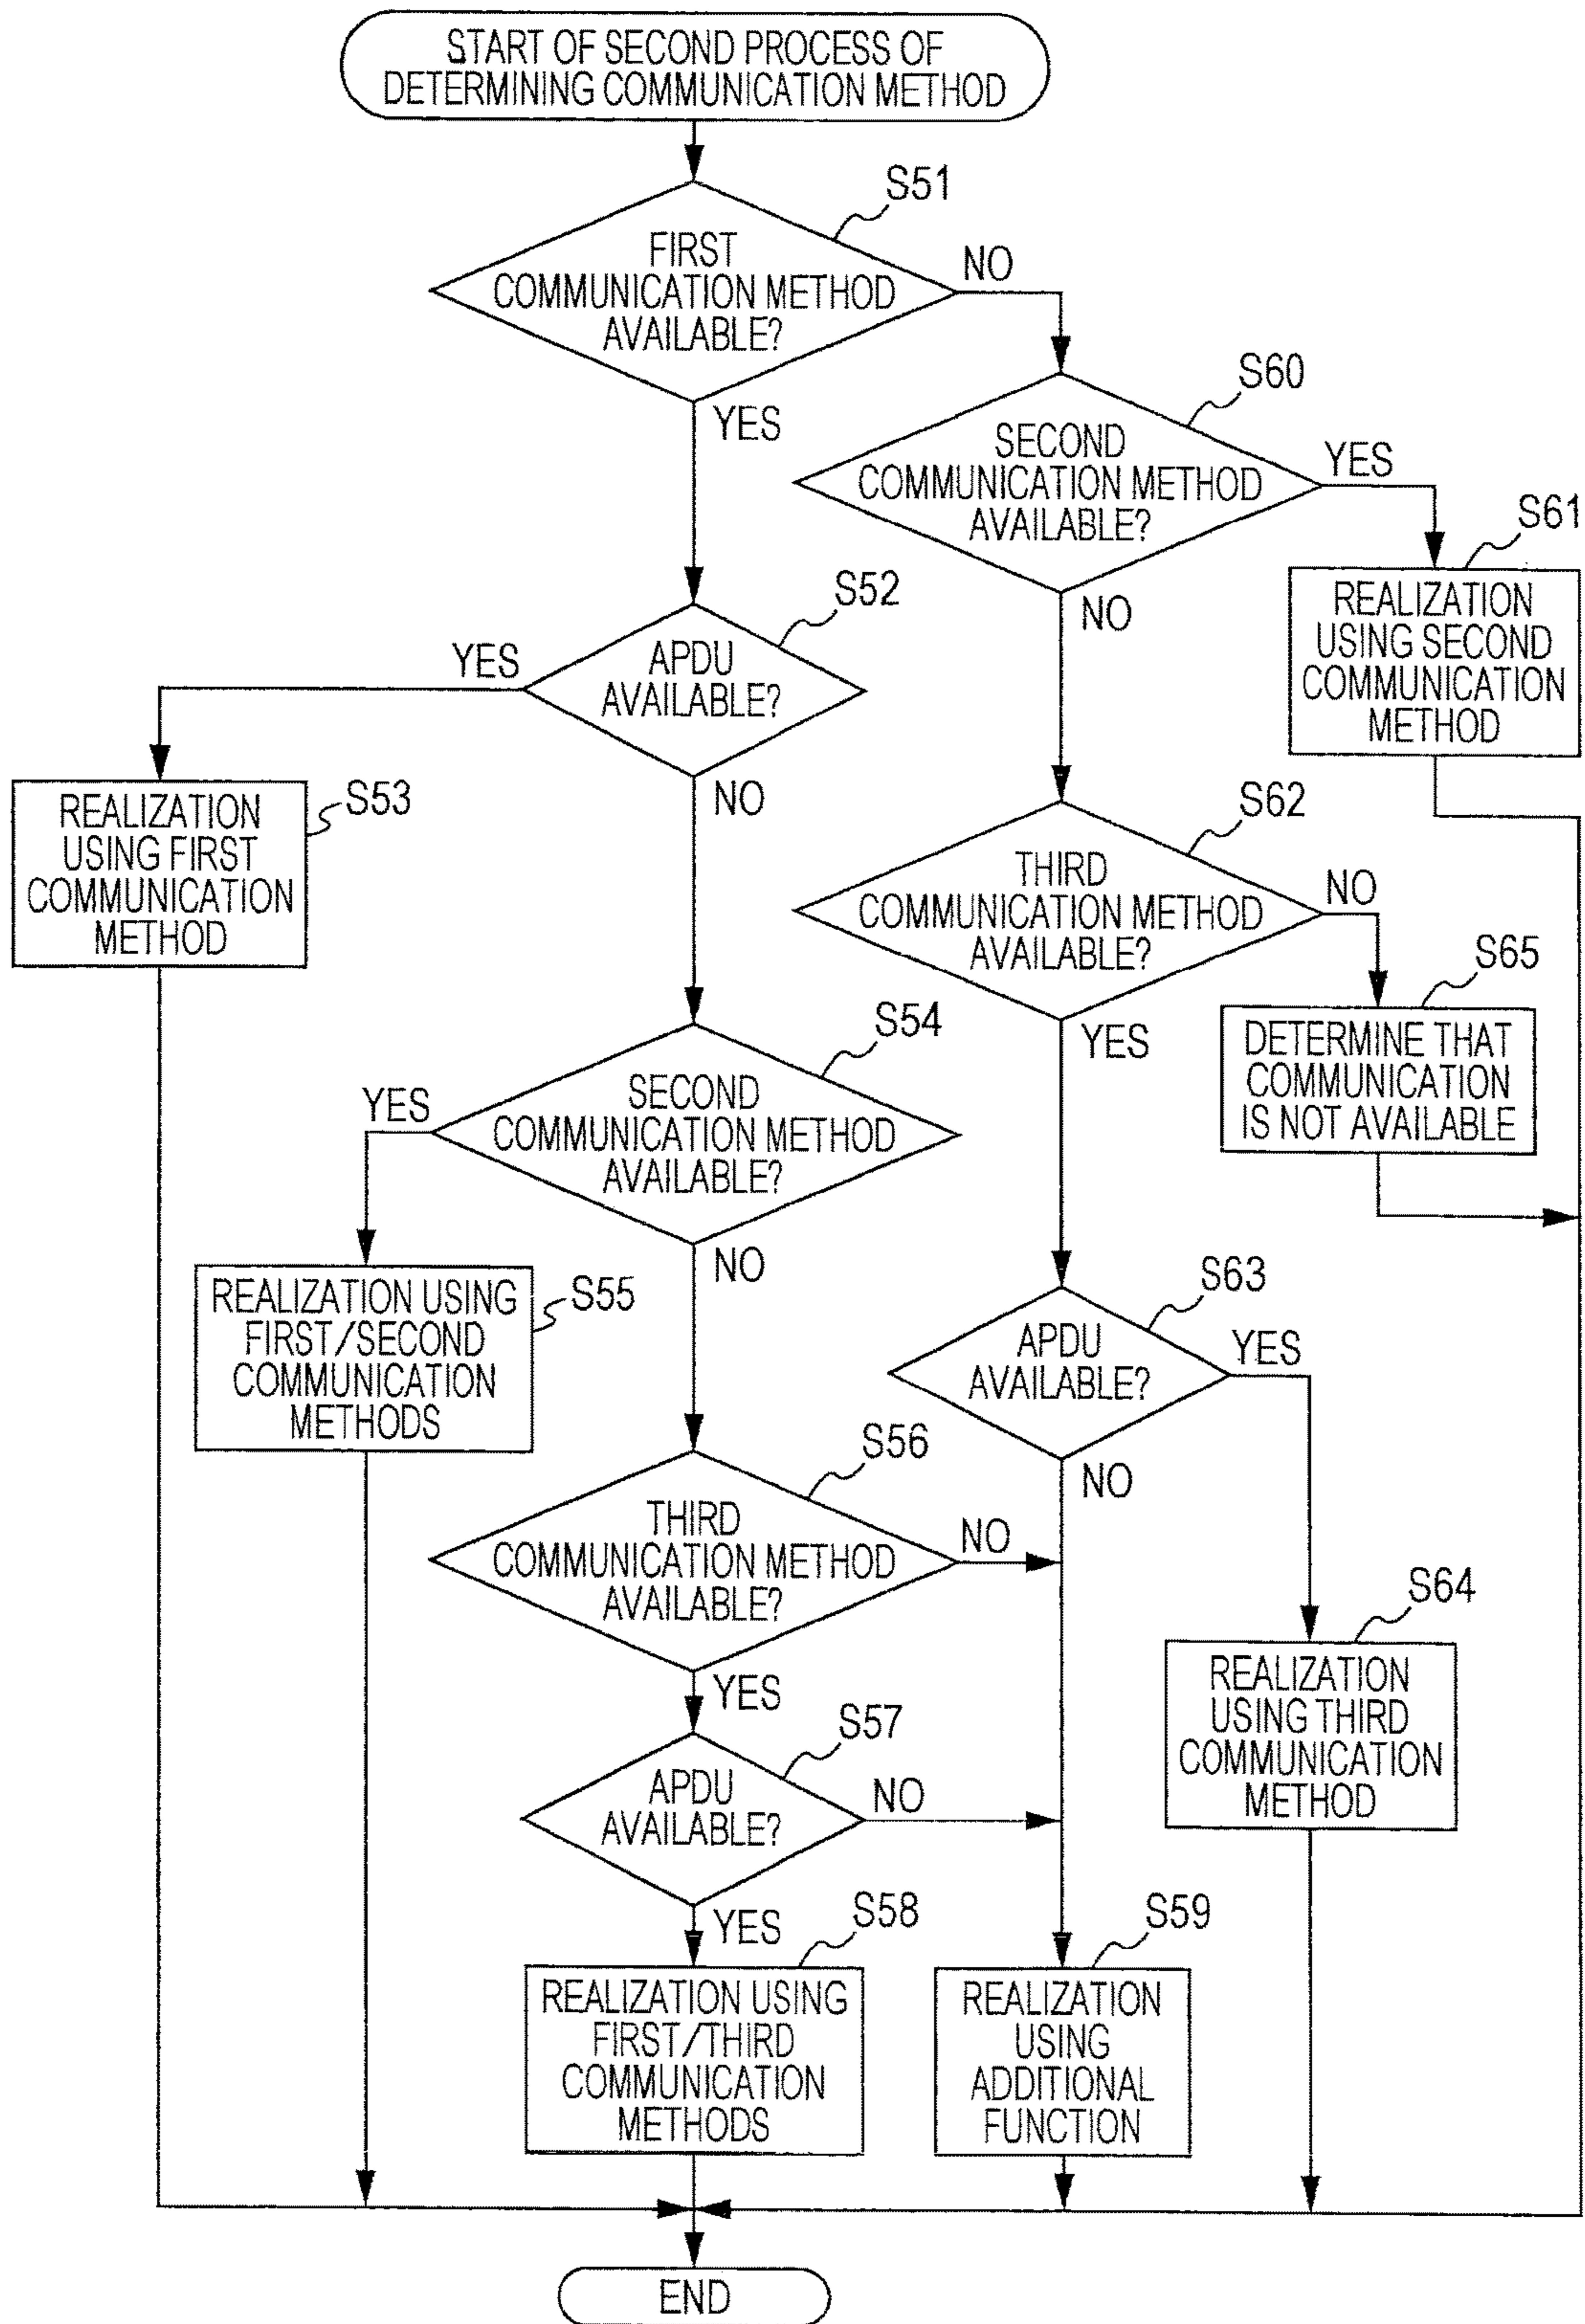 START OF SECOND PROCESS OF
DETERMINING COMMUNICATION METHOD
S51
FIRST
COMMUNICATION METHOD
AVAILABLE?
NO
YES
S60
SECOND
COMMUNICATION METHOD
AVAILABLE?
YES
NO
S61
REALIZATION
USING SECOND
COMMUNICATION
METHOD
S52
APDU
AVAILABLE?
YES
NO
S53
REALIZATION
USING FIRST
COMMUNICATION
METHOD
S62
THIRD
COMMUNICATION METHOD
AVAILABLE?
NO
YES
S65
DETERMINE THAT
COMMUNICATION
IS NOT AVAILABLE
S54
SECOND
COMMUNICATION METHOD
AVAILABLE?
YES
NO
S55
REALIZATION USING
FIRST/SECOND
COMMUNICATION
METHODS
S63
APDU
AVAILABLE?
YES
NO
S56
THIRD
COMMUNICATION METHOD
AVAILABLE?
NO
YES
S64
REALIZATION
USING THIRD
COMMUNICATION
METHOD
S57
APDU
AVAILABLE?
NO
YES
S58
REALIZATION USING
FIRST/THIRD
COMMUNICATION
METHODS
S59
REALIZATION
USING
ADDITIONAL
FUNCTION
END